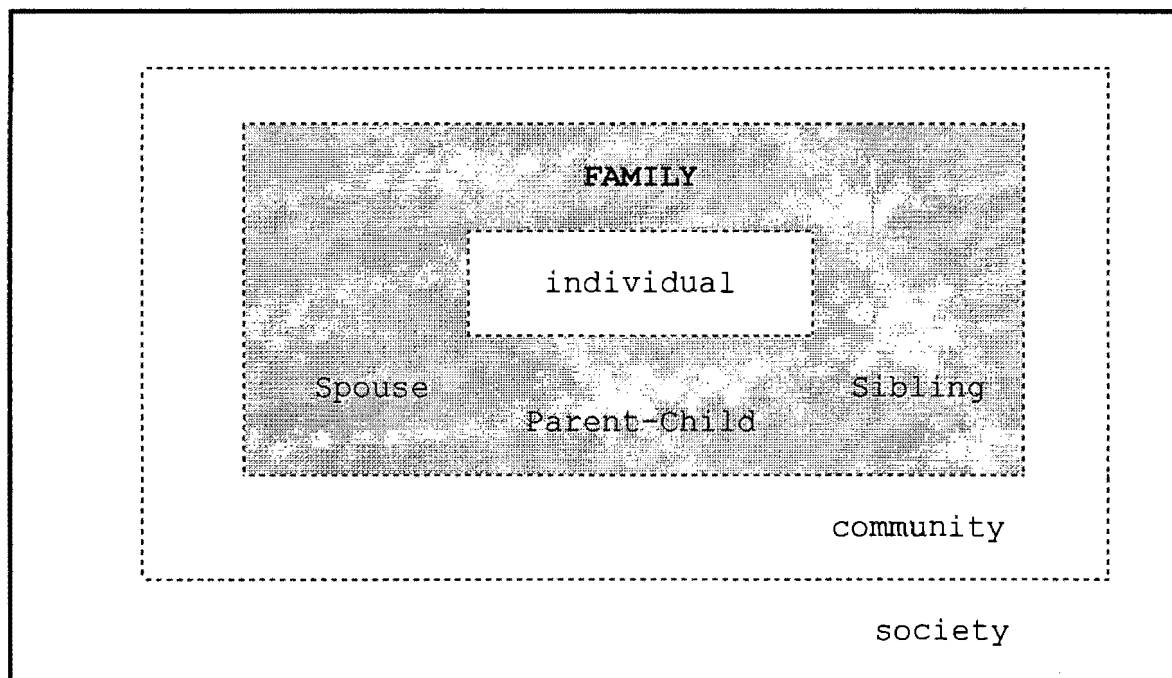 FAMILY
individual
Spouse
Sibling
Parent-Child
community
society